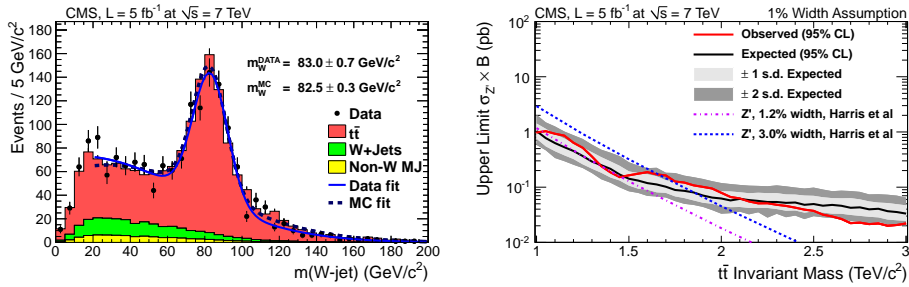 CMS, L = 5 fb⁻¹ at √s = 7 TeV
Events / 5 GeV/c²
180
160
140
120
100
80
60
40
20
0
m_W^DATA = 83.0 ± 0.7 GeV/c²
m_W^MC = 82.5 ± 0.3 GeV/c²
Data
tt̄
W+Jets
Non-W MJ
Data fit
MC fit
0 20 40 60 80 100 120 140 160 180 200
m(W-jet) (GeV/c²)
CMS, L = 5 fb⁻¹ at √s = 7 TeV 1% Width Assumption
Upper Limit σ_Z' × B (pb)
10²
10
1
10⁻¹
10⁻²
Observed (95% CL)
Expected (95% CL)
± 1 s.d. Expected
± 2 s.d. Expected
Z', 1.2% width, Harris et al
Z', 3.0% width, Harris et al
1 1.5 2 2.5 3
tt̄ Invariant Mass (TeV/c²)